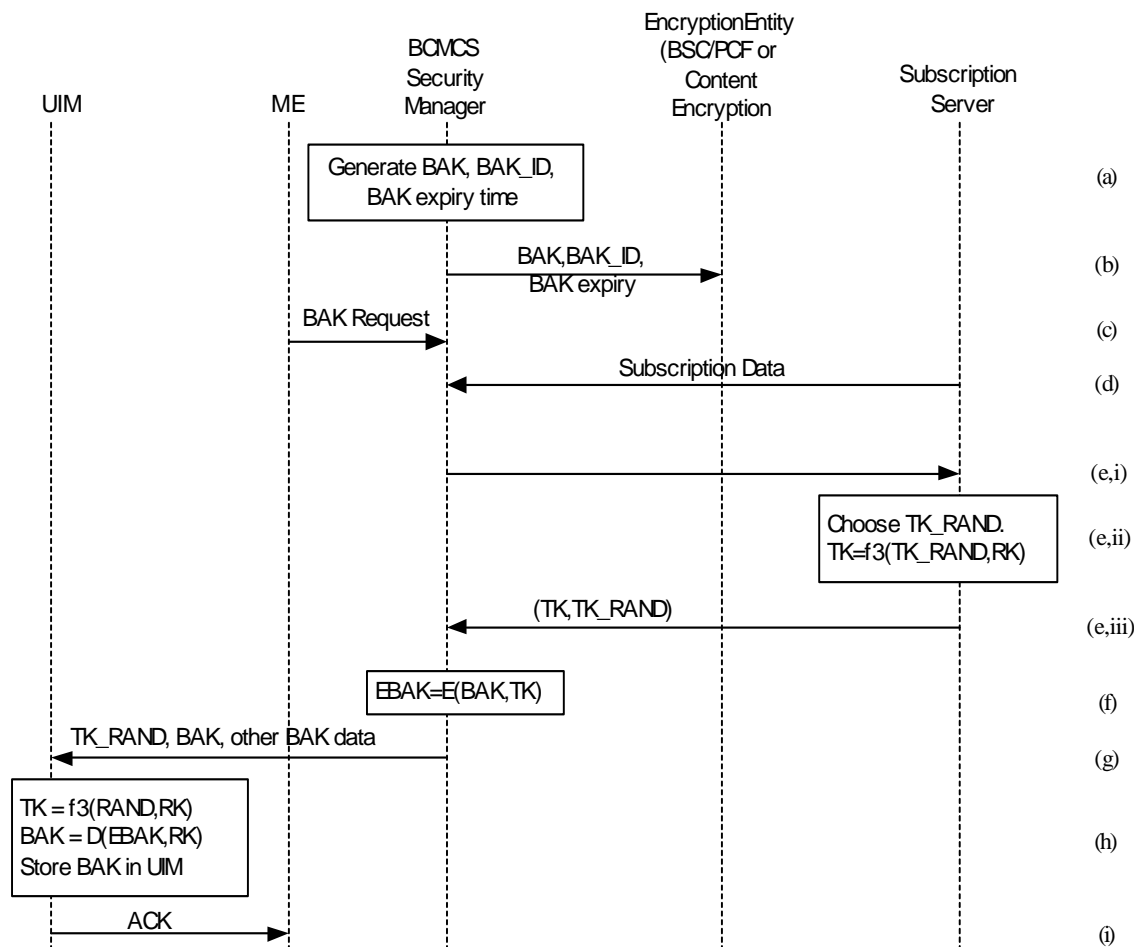 EncryptionEntity
(BSC/PCF or
Content
Encryption
BCMCS
Security
Manager
Subscription
Server
UIM
ME
Generate BAK, BAK_ID,
BAK expiry time
(a)
BAK,BAK_ID,
BAK expiry
(b)
BAK Request
(c)
Subscription Data
(d)
(e,i)
Choose TK_RAND.
TK=f3(TK_RAND,RK)
(e,ii)
(TK,TK_RAND)
(e,iii)
EBAK=E(BAK,TK)
(f)
TK_RAND, BAK, other BAK data
(g)
TK = f3(RAND,RK)
BAK = D(EBAK,RK)
Store BAK in UIM
(h)
ACK
(i)